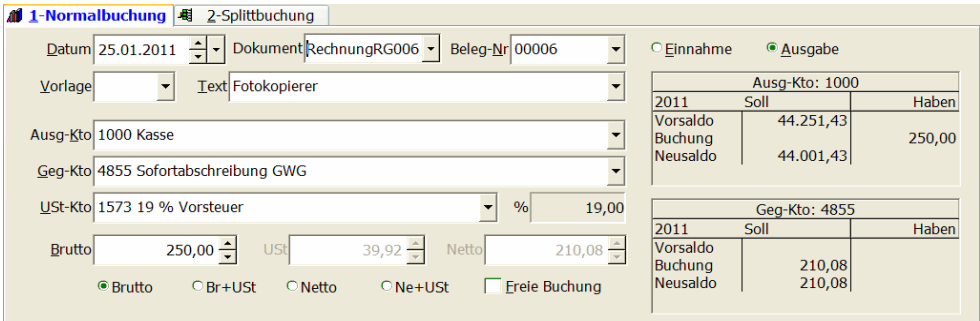 1-Normalbuchung 2-Splittbuchung
Datum 25.01.2011 Dokument RechnungRG006 Beleg-Nr 00006
Vorlage Text Fotokopierer
Ausg-Kto 1000 Kasse
Geg-Kto 4855 Sofortabschreibung GWG
USt-Kto 1573 19 % Vorsteuer % 19,00
Brutto 250,00 USt 39,92 Netto 210,08
Brutto Br+USt Netto Ne+USt Freie Buchung
Einnahme Ausgabe
Ausg-Kto: 1000
2011 Soll Haben
Vorsaldo 44.251,43
Buchung 250,00
Neusaldo 44.001,43
Geg-Kto: 4855
2011 Soll Haben
Vorsaldo
Buchung 210,08
Neusaldo 210,08